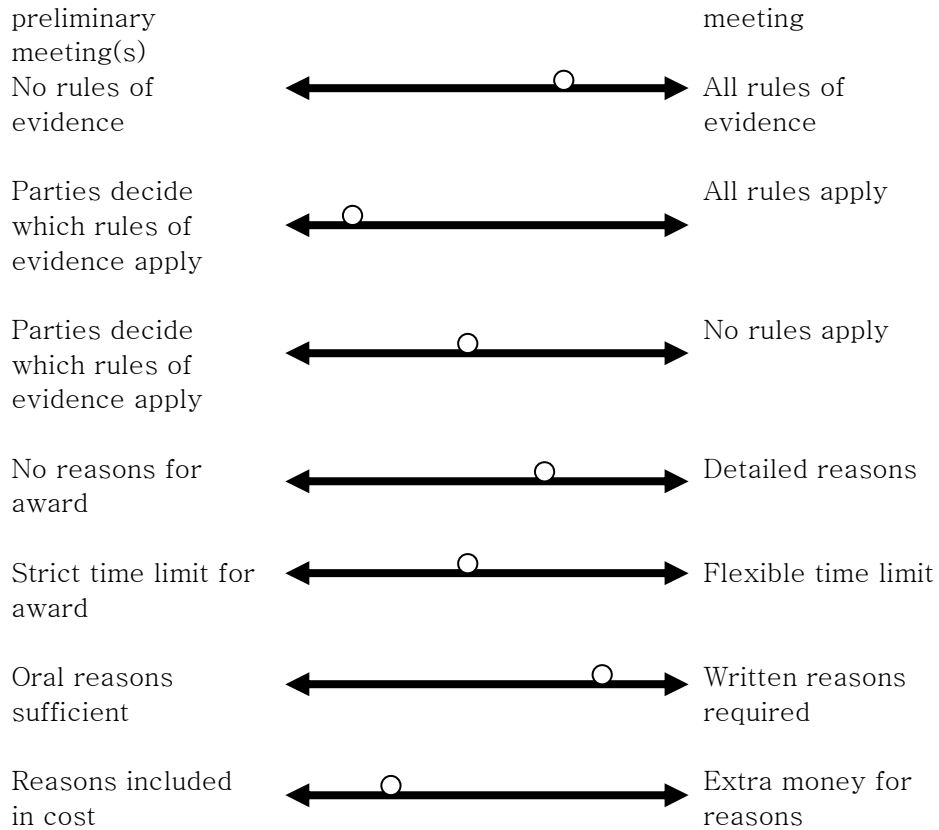 preliminary
meeting(s)
meeting
No rules of
evidence
All rules of
evidence
Parties decide
which rules of
evidence apply
All rules apply
Parties decide
which rules of
evidence apply
No rules apply
No reasons for
award
Detailed reasons
Strict time limit for
award
Flexible time limit
Oral reasons
sufficient
Written reasons
required
Reasons included
in cost
Extra money for
reasons